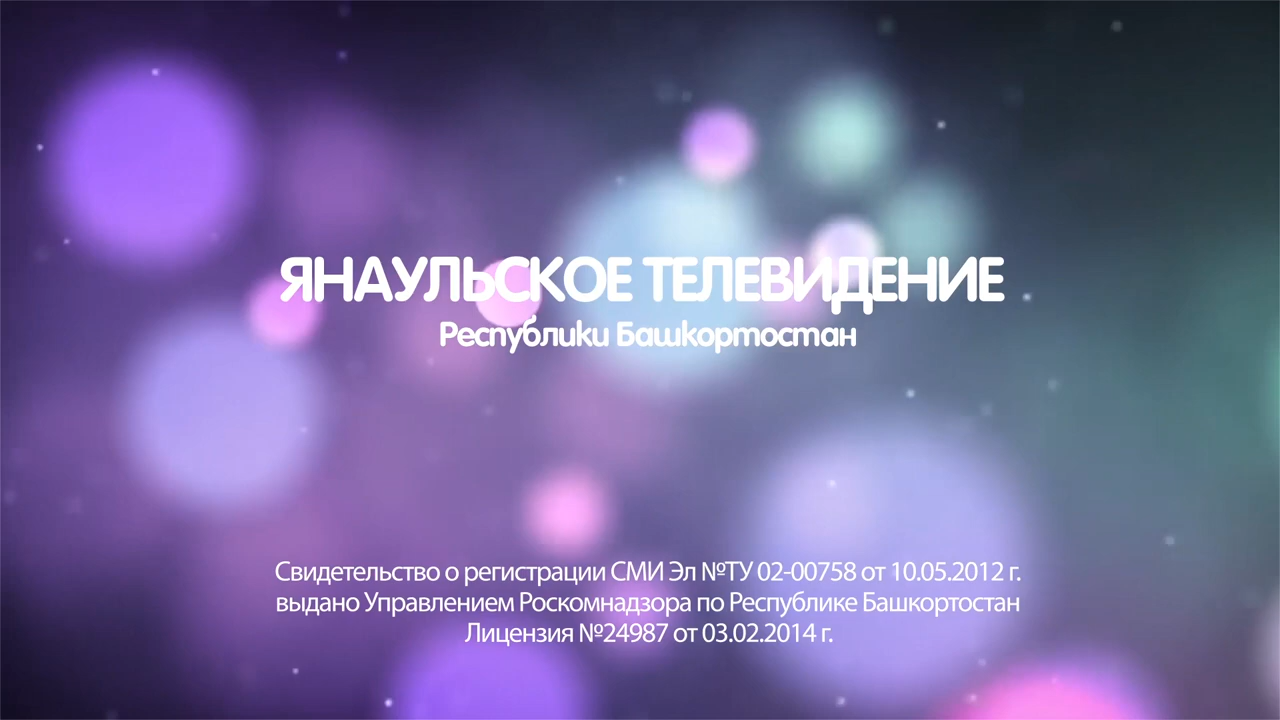 ЯНАУЛЬСКОЕ ТЕЛЕВИДЕНИЕ
Республики Башкортостан
Свидетельство о регистрации СМИ Эл №ТУ 02-00758 от 10.05.2012 г.
выдано Управлением Роскомнадзора по Республике Башкортостан
Лицензия №24987 от 03.02.2014 г.